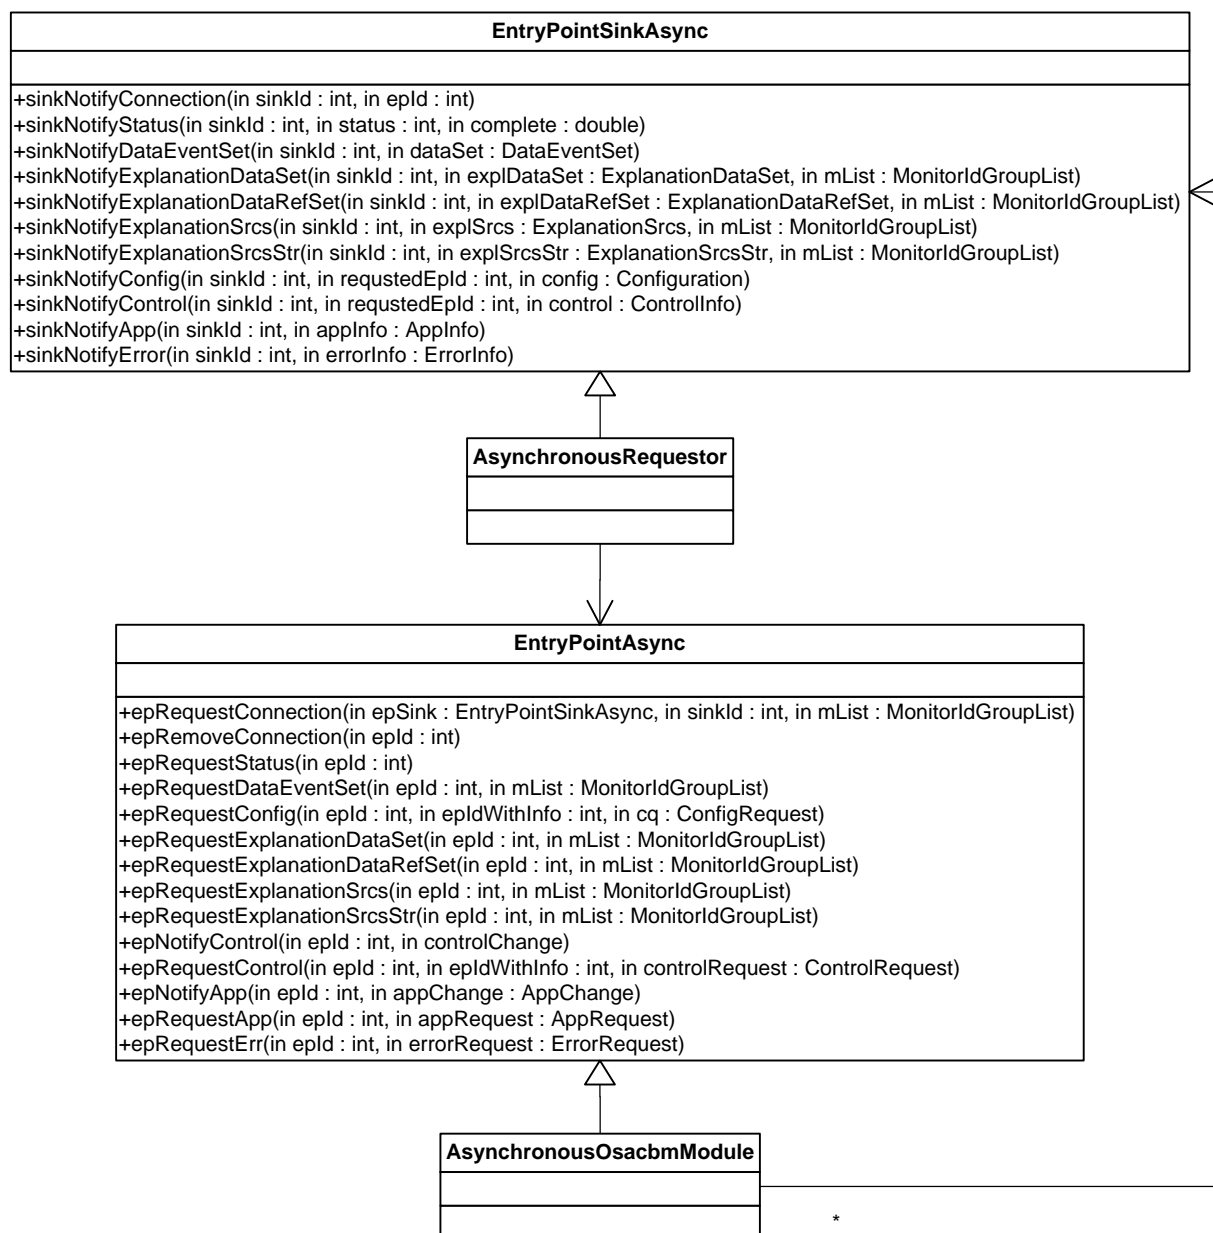 EntryPointSinkAsync
+sinkNotifyConnection(in sinkId : int, in epId : int)
+sinkNotifyStatus(in sinkId : int, in status : int, in complete : double)
+sinkNotifyDataEventSet(in sinkId : int, in dataSet : DataEventSet)
+sinkNotifyExplanationDataSet(in sinkId : int, in explDataSet : ExplanationDataSet, in mList : MonitorIdGroupList)
+sinkNotifyExplanationDataRefSet(in sinkId : int, in explDataRefSet : ExplanationDataRefSet, in mList : MonitorIdGroupList)
+sinkNotifyExplanationSrcs(in sinkId : int, in explSrcs : ExplanationSrcs, in mList : MonitorIdGroupList)
+sinkNotifyExplanationSrcsStr(in sinkId : int, in explSrcsStr : ExplanationSrcsStr, in mList : MonitorIdGroupList)
+sinkNotifyConfig(in sinkId : int, in requstedEpId : int, in config : Configuration)
+sinkNotifyControl(in sinkId : int, in requstedEpId : int, in control : ControlInfo)
+sinkNotifyApp(in sinkId : int, in appInfo : AppInfo)
+sinkNotifyError(in sinkId : int, in errorInfo : ErrorInfo)
AsynchronousRequestor
EntryPointAsync
+epRequestConnection(in epSink : EntryPointSinkAsync, in sinkId : int, in mList : MonitorIdGroupList)
+epRemoveConnection(in epId : int)
+epRequestStatus(in epId : int)
+epRequestDataEventSet(in epId : int, in mList : MonitorIdGroupList)
+epRequestConfig(in epId : int, in epIdWithInfo : int, in cq : ConfigRequest)
+epRequestExplanationDataSet(in epId : int, in mList : MonitorIdGroupList)
+epRequestExplanationDataRefSet(in epId : int, in mList : MonitorIdGroupList)
+epRequestExplanationSrcs(in epId : int, in mList : MonitorIdGroupList)
+epRequestExplanationSrcsStr(in epId : int, in mList : MonitorIdGroupList)
+epNotifyControl(in epId : int, in controlChange)
+epRequestControl(in epId : int, in epIdWithInfo : int, in controlRequest : ControlRequest)
+epNotifyApp(in epId : int, in appChange : AppChange)
+epRequestApp(in epId : int, in appRequest : AppRequest)
+epRequestErr(in epId : int, in errorRequest : ErrorRequest)
AsynchronousOsacbmModule
*